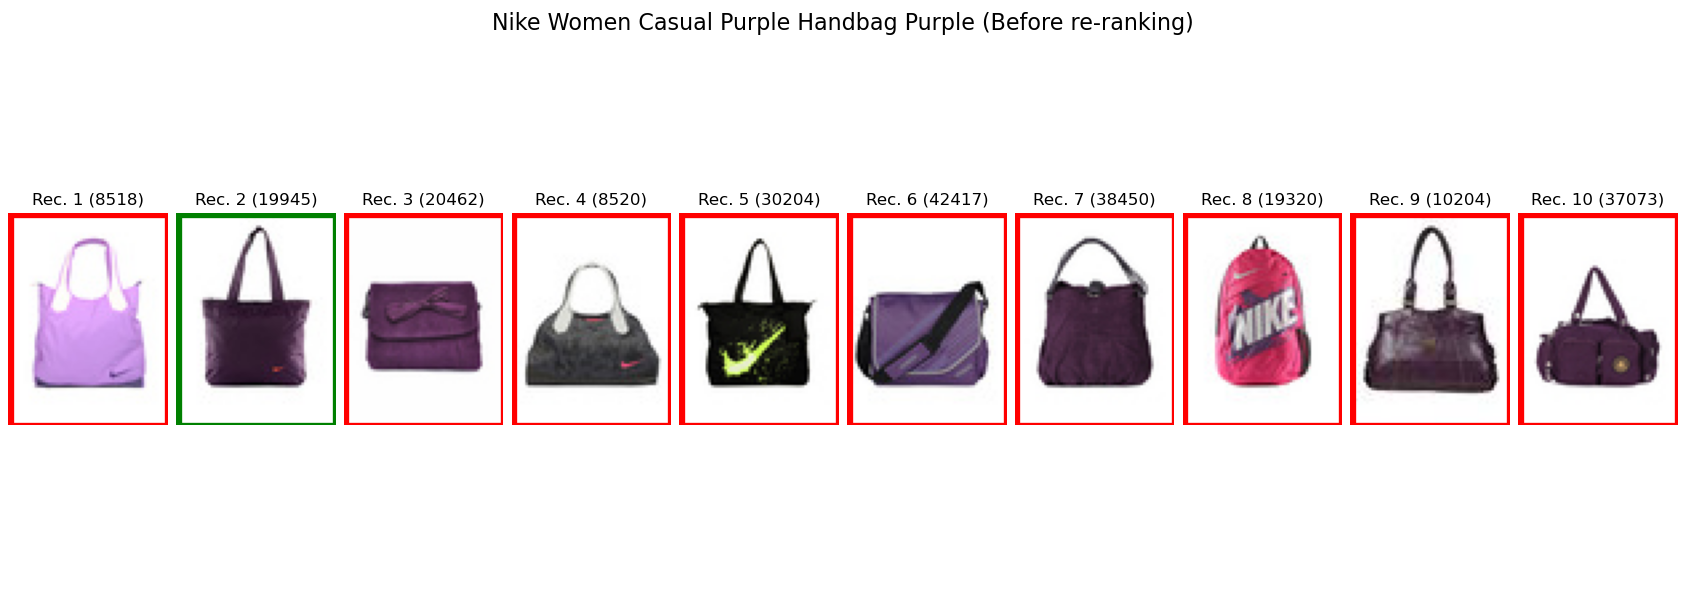 Nike Women Casual Purple Handbag Purple (Before re-ranking)
Rec. 1 (8518)
Rec. 2 (19945)
Rec. 3 (20462)
Rec. 4 (8520)
Rec. 5 (30204)
Rec. 6 (42417)
Rec. 7 (38450)
Rec. 8 (19320)
Rec. 9 (10204)
Rec. 10 (37073)
NIKE